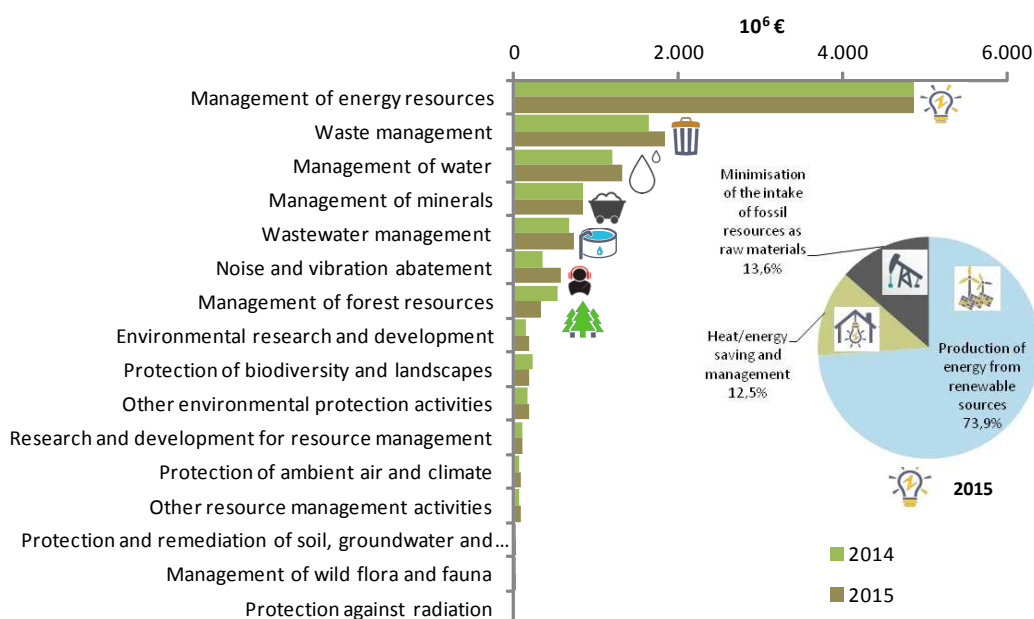 10⁶ €
0 2.000 4.000 6.000
Management of energy resources
Waste management
Management of water
Management of minerals
Wastewater management
Noise and vibration abatement
Management of forest resources
Environmental research and development
Protection of biodiversity and landscapes
Other environmental protection activities
Research and development for resource management
Protection of ambient air and climate
Other resource management activities
Protection and remediation of soil, groundwater and...
Management of wild flora and fauna
Protection against radiation
Minimisation
of the intake
of fossil
resources as
raw materials
13,6%
Heat/energy
saving and
management
12,5%
Production of
energy from
renewable
sources
73,9%
2015
2014
2015